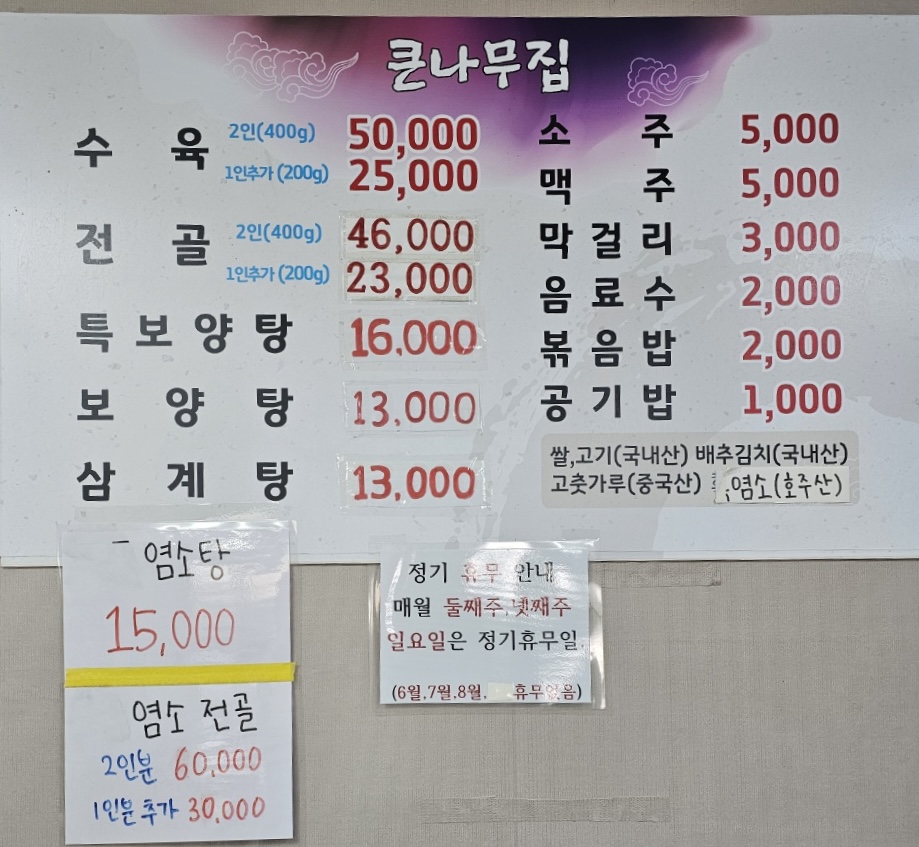 큰나무집
수 육 2인(400g) 50,000
1인추가(200g) 25,000
전 골 2인(400g) 46,000
1인추가(200g) 23,000
특 보 양 탕 16,000
보 양 탕 13,000
삼 계 탕 13,000
소 주 5,000
맥 주 5,000
막 걸 리 3,000
음 료 수 2,000
볶 음 밥 2,000
공 기 밥 1,000
쌀,고기(국내산) 배추김치(국내산)
고춧가루(중국산) ,염소(호주산)
염소탕
15,000
염소 전골
2인분 60,000
1인분 추가 30,000
정기 휴무 안내
매월 둘째주,넷째주
일요일은 정기휴무일.
(6월.7월.8월. 휴무없음)